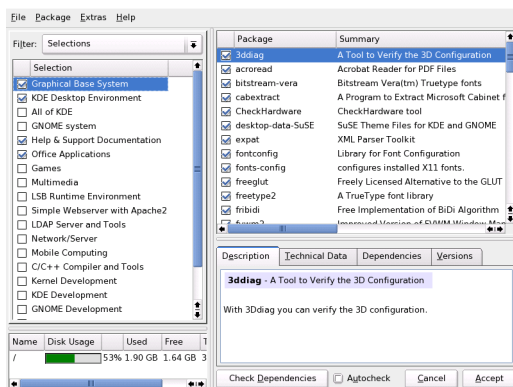 File Package Extras Help
Filter: Selections
Selection
Graphical Base System
KDE Desktop Environment
All of KDE
GNOME system
Help & Support Documentation
Office Applications
Games
Multimedia
LSB Runtime Environment
Simple Webserver with Apache2
LDAP Server and Tools
Network/Server
Mobile Computing
C/C++ Compiler and Tools
Kernel Development
KDE Development
GNOME Development
Name Disk Usage Used Free T
/ 53% 1.90 GB 1.64 GB 3
Package Summary
3ddiag A Tool to Verify the 3D Configuration
acroread Acrobat Reader for PDF Files
bitstream-vera Bitstream Vera(tm) Truetype fonts
cabextract A Program to Extract Microsoft Cabinet f
CheckHardware CheckHardware tool
desktop-data-SuSE SuSE Theme Files for KDE and GNOME
expat XML Parser Toolkit
fontconfig Library for Font Configuration
fonts-config configures installed X11 fonts.
freeglut Freely Licensed Alternative to the GLUT
freetype2 A TrueType font library
fribidi Free Implementation of BiDi Algorithm
fvwm2 Improved Version of FVWM Window Man
Description Technical Data Dependencies Versions
3ddiag - A Tool to Verify the 3D Configuration
With 3Ddiag you can verify the 3D configuration.
Check Dependencies Autocheck Cancel Accept